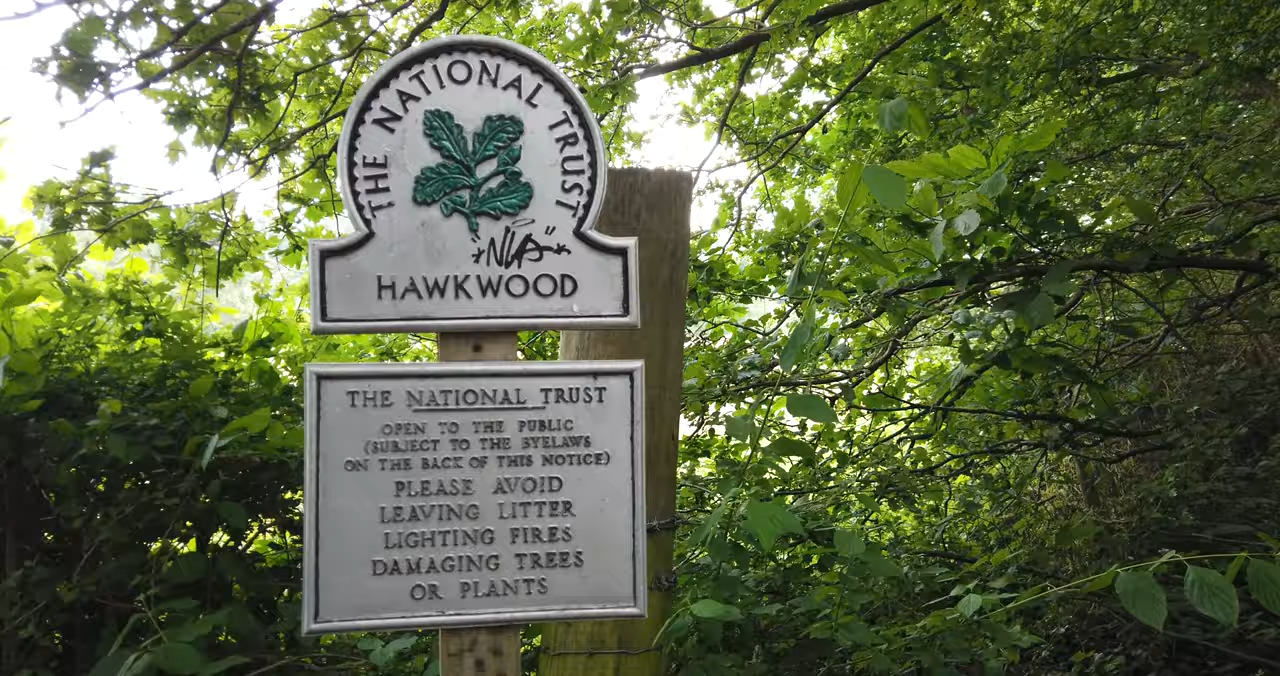 THE NATIONAL TRUST
HAWKWOOD
THE NATIONAL TRUST
OPEN TO THE PUBLIC
(SUBJECT TO THE BYELAWS
ON THE BACK OF THIS NOTICE)
PLEASE AVOID
LEAVING LITTER
LIGHTING FIRES
DAMAGING TREES
OR PLANTS